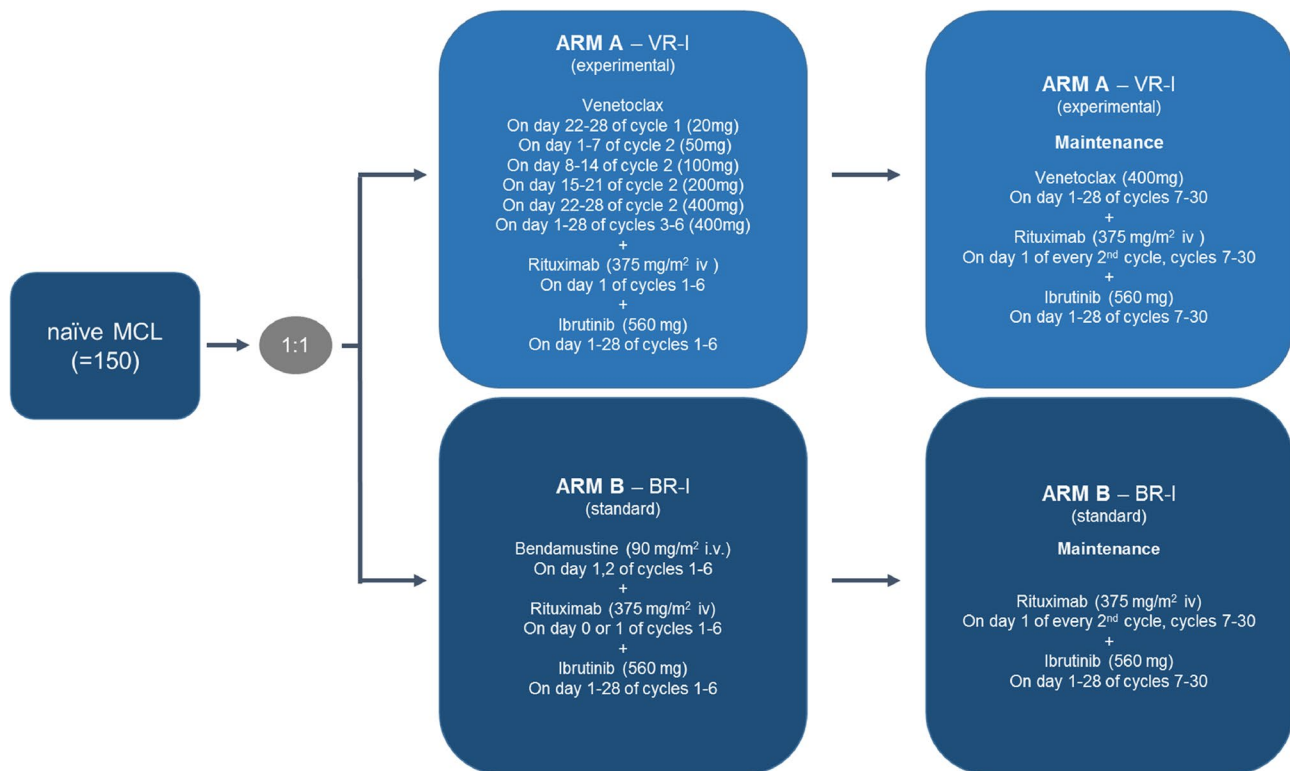 naïve MCL
(=150)
1:1
ARM A – VR-I
(experimental)
Venetoclax
On day 22-28 of cycle 1 (20mg)
On day 1-7 of cycle 2 (50mg)
On day 8-14 of cycle 2 (100mg)
On day 15-21 of cycle 2 (200mg)
On day 22-28 of cycle 2 (400mg)
On day 1-28 of cycles 3-6 (400mg)
+
Rituximab (375 mg/m² iv )
On day 1 of cycles 1-6
+
Ibrutinib (560 mg)
On day 1-28 of cycles 1-6
ARM A – VR-I
(experimental)
Maintenance
Venetoclax (400mg)
On day 1-28 of cycles 7-30
+
Rituximab (375 mg/m² iv )
On day 1 of every 2nd cycle, cycles 7-30
+
Ibrutinib (560 mg)
On day 1-28 of cycles 7-30
ARM B – BR-I
(standard)
Bendamustine (90 mg/m² i.v.)
On day 1,2 of cycles 1-6
+
Rituximab (375 mg/m² iv)
On day 0 or 1 of cycles 1-6
+
Ibrutinib (560 mg)
On day 1-28 of cycles 1-6
ARM B – BR-I
(standard)
Maintenance
Rituximab (375 mg/m² iv)
On day 1 of every 2nd cycle, cycles 7-30
+
Ibrutinib (560 mg)
On day 1-28 of cycles 7-30